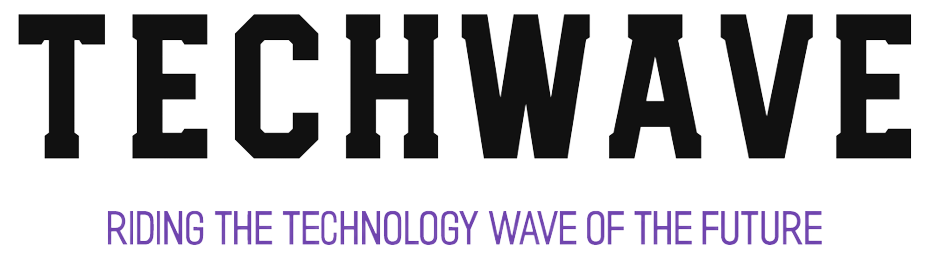 TECHWAVE
RIDING THE TECHNOLOGY WAVE OF THE FUTURE